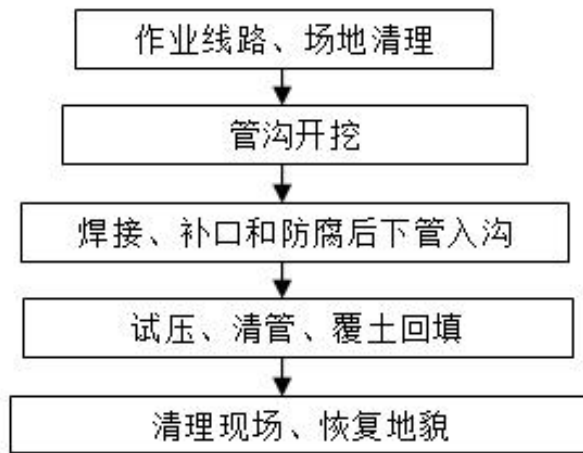 作业线路、场地清理
管沟开挖
焊接、补口和防腐后下管入沟
试压、清管、覆土回填
清理现场、恢复地貌